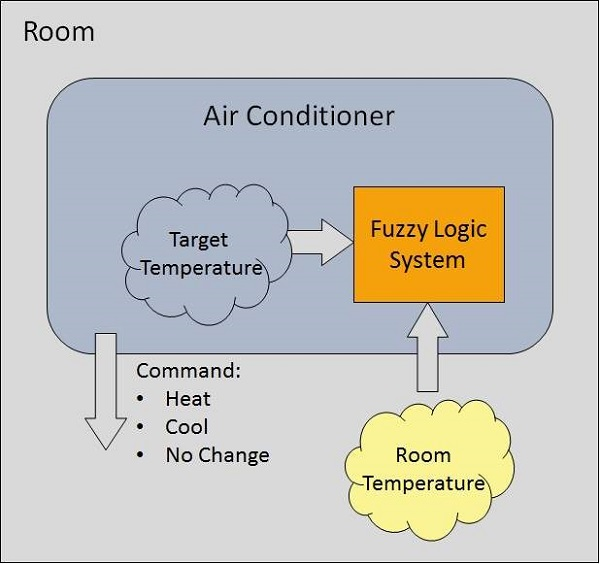 Room
Air Conditioner
Target
Temperature
Fuzzy Logic
System
Command:
• Heat
• Cool
• No Change
Room
Temperature